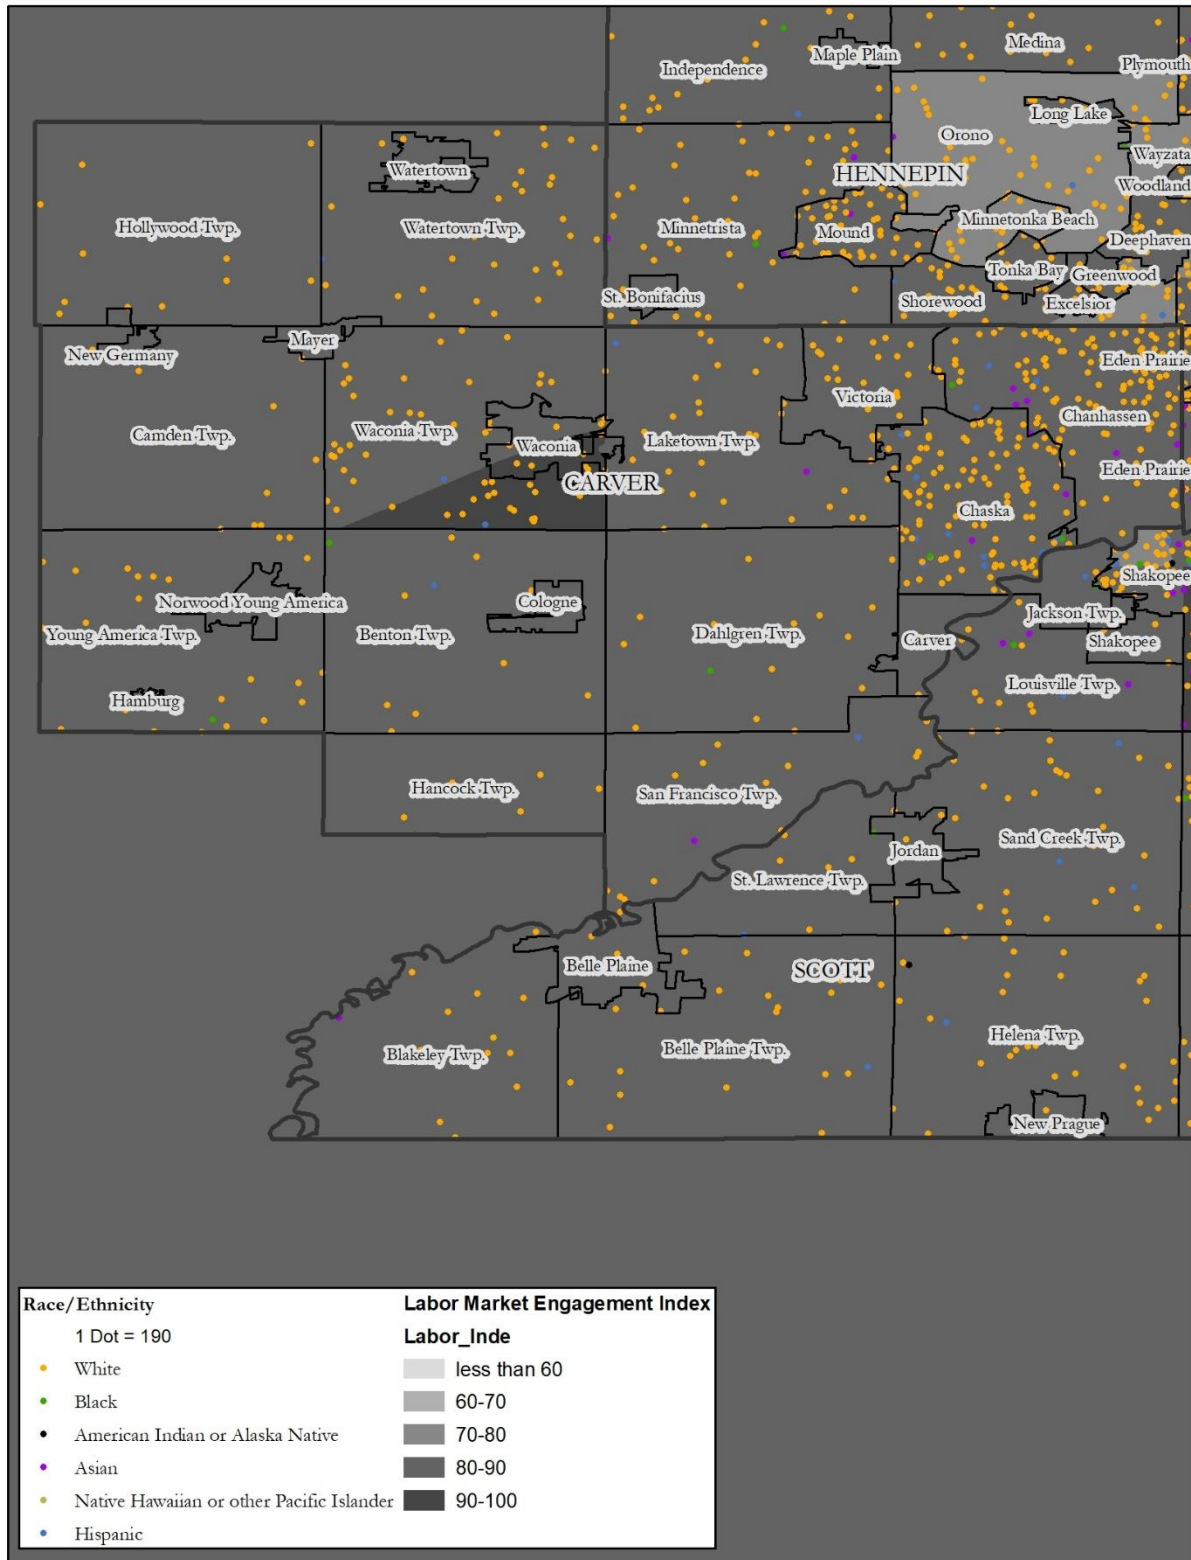 Maple Plain
Medina
Independence
Plymouth
Long Lake
Orono
Wayzata
Watertown
HENNEPIN
Woodland
Hollywood Twp.
Watertown Twp.
Minnetrista
Mound
Minnetonka Beach
Deephaven
Tonka Bay
Greenwood
St. Bonifacius
Shorewood
Excelsior
New Germany
Mayer
Eden Prairie
Victoria
Chanhassen
Camden Twp.
Waconia Twp.
Waconia
Laketown Twp.
Eden Prairie
CARVER
Chaska
Shakopee
Norwood Young America
Cologne
Jackson Twp.
Young America Twp.
Benton Twp.
Dahlgren Twp.
Carver
Shakopee
Hamburg
Louisville Twp.
Hancock Twp.
San Francisco Twp.
Jordan
Sand Creek Twp.
St. Lawrence Twp.
Belle Plaine
SCOTT
Blakeley Twp.
Belle Plaine Twp.
Helena Twp.
New Prague
Race/Ethnicity
1 Dot = 190
White
Black
American Indian or Alaska Native
Asian
Native Hawaiian or other Pacific Islander
Hispanic
Labor Market Engagement Index
Labor_Inde
less than 60
60-70
70-80
80-90
90-100